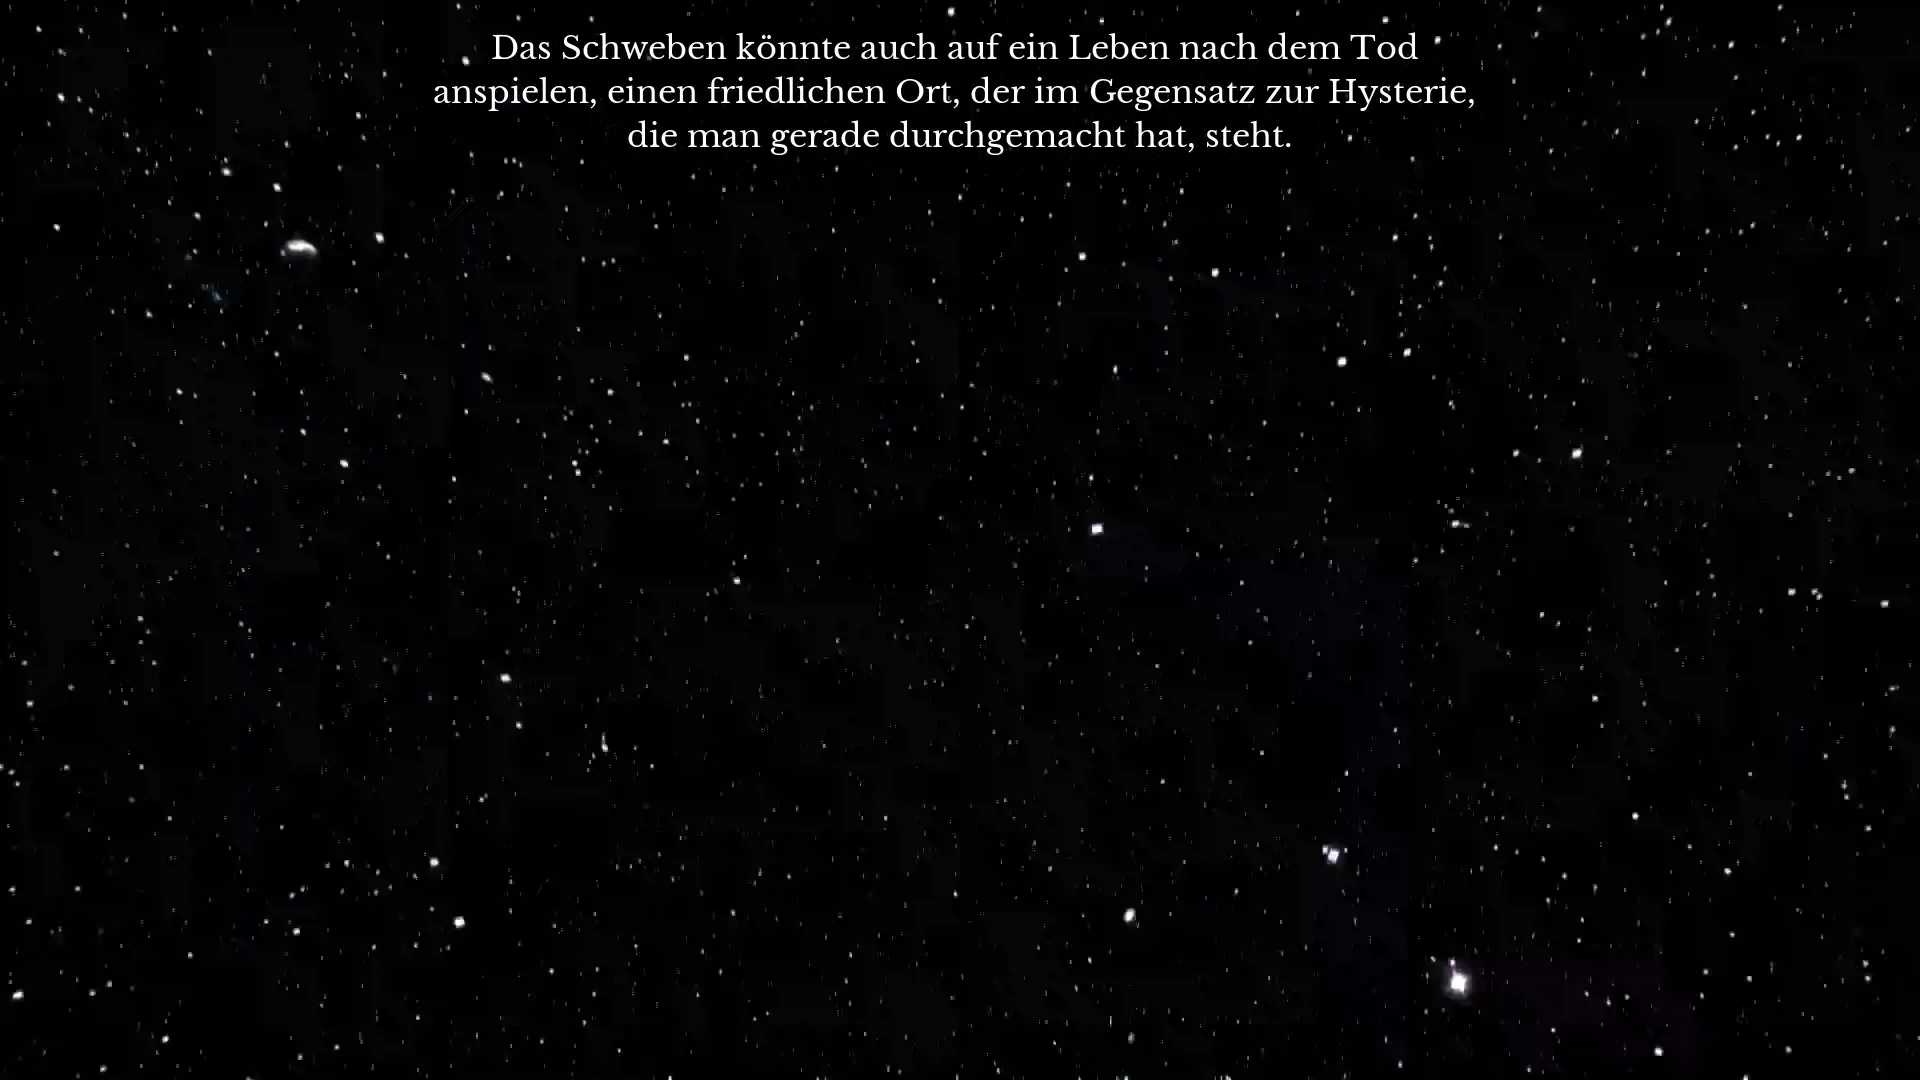 Das Schweben könnte auch auf ein Leben nach dem Tod
anspielen, einen friedlichen Ort, der im Gegensatz zur Hysterie,
die man gerade durchgemacht hat, steht.